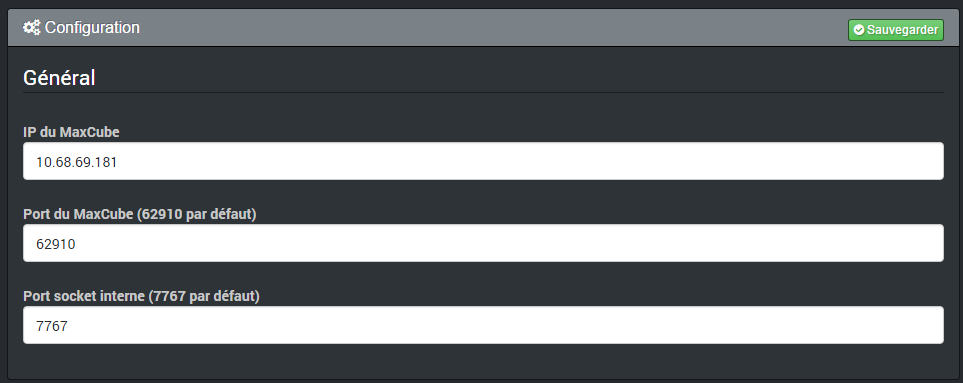 Configuration
Sauvegarder
Général
IP du MaxCube
10.68.69.181
Port du MaxCube (62910 par défaut)
62910
Port socket interne (7767 par défaut)
7767